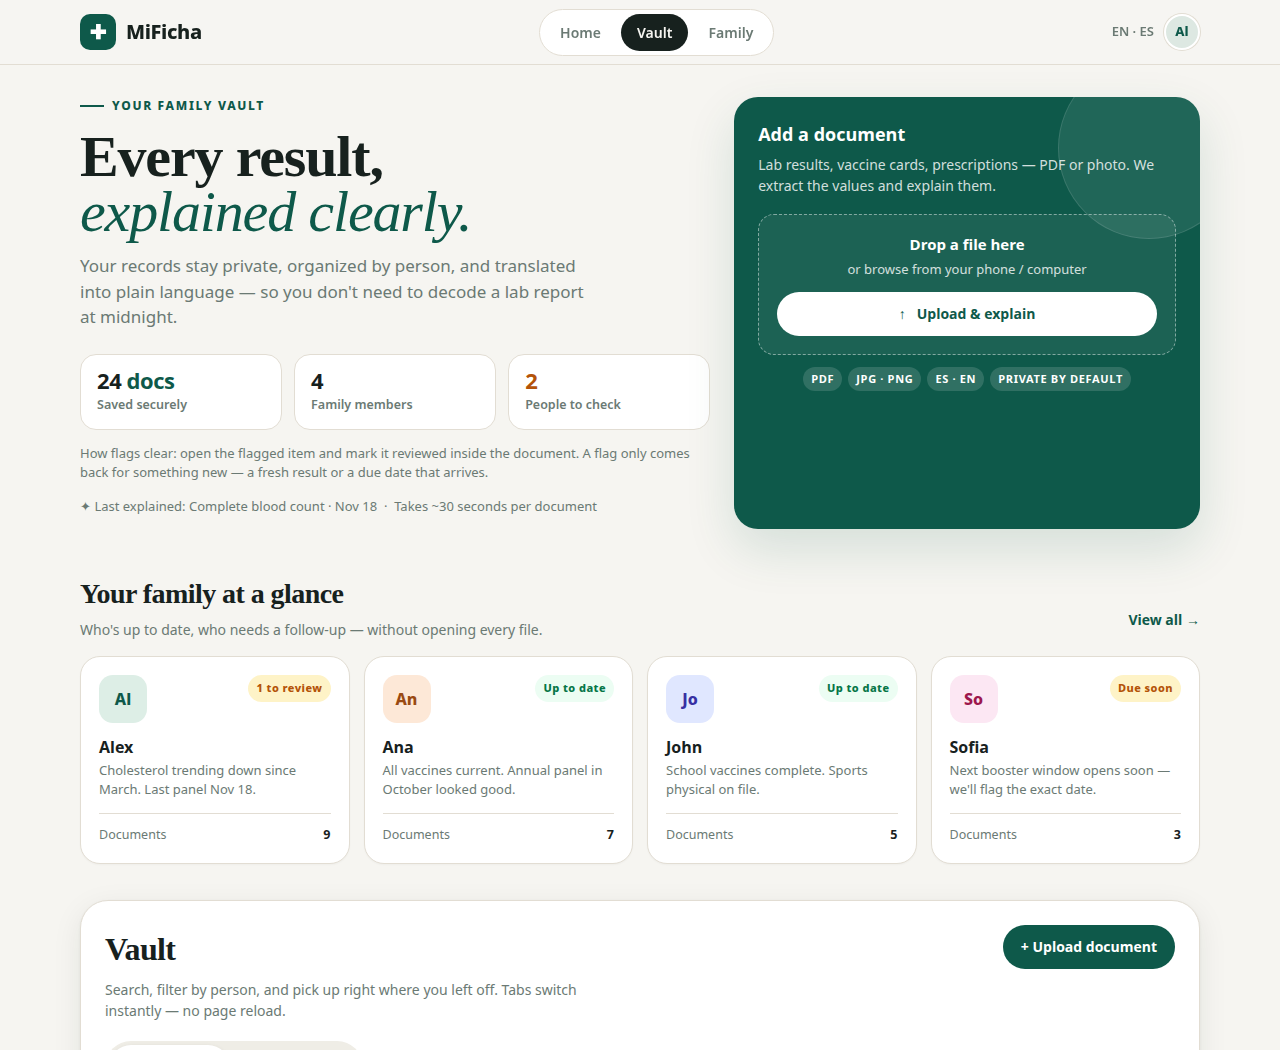 MiFicha
Home
Vault
Family
EN · ES
Al
YOUR FAMILY VAULT
Every result,
explained clearly.
Your records stay private, organized by person, and translated
into plain language — so you don't need to decode a lab report
at midnight.
24 docs
Saved securely
4
Family members
2
People to check
How flags clear: open the flagged item and mark it reviewed inside the document. A flag only comes
back for something new — a fresh result or a due date that arrives.
✦ Last explained: Complete blood count · Nov 18 · Takes ~30 seconds per document
Add a document
Lab results, vaccine cards, prescriptions — PDF or photo. We
extract the values and explain them.
Drop a file here
or browse from your phone / computer
↑ Upload & explain
PDF
JPG · PNG
ES · EN
PRIVATE BY DEFAULT
Your family at a glance
Who's up to date, who needs a follow-up — without opening every file.
View all →
Al
1 to review
Alex
Cholesterol trending down since
March. Last panel Nov 18.
Documents 9
An
Up to date
Ana
All vaccines current. Annual panel in
October looked good.
Documents 7
Jo
Up to date
John
School vaccines complete. Sports
physical on file.
Documents 5
So
Due soon
Sofia
Next booster window opens soon —
we'll flag the exact date.
Documents 3
Vault
+ Upload document
Search, filter by person, and pick up right where you left off. Tabs switch
instantly — no page reload.